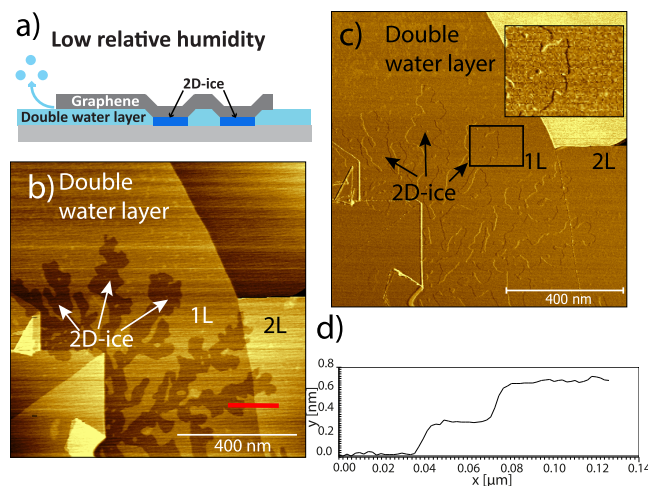 a)
Low relative humidity
2D-ice
Graphene
Double water layer
b)
Double
water layer
2D-ice
1L
2L
400 nm
c)
Double
water layer
2D-ice
1L
2L
400 nm
d)
0.8
0.6
0.4
0.2
0.0
y [nm]
0.00 0.02 0.04 0.06 0.08 0.10 0.12 0.14
x [µm]